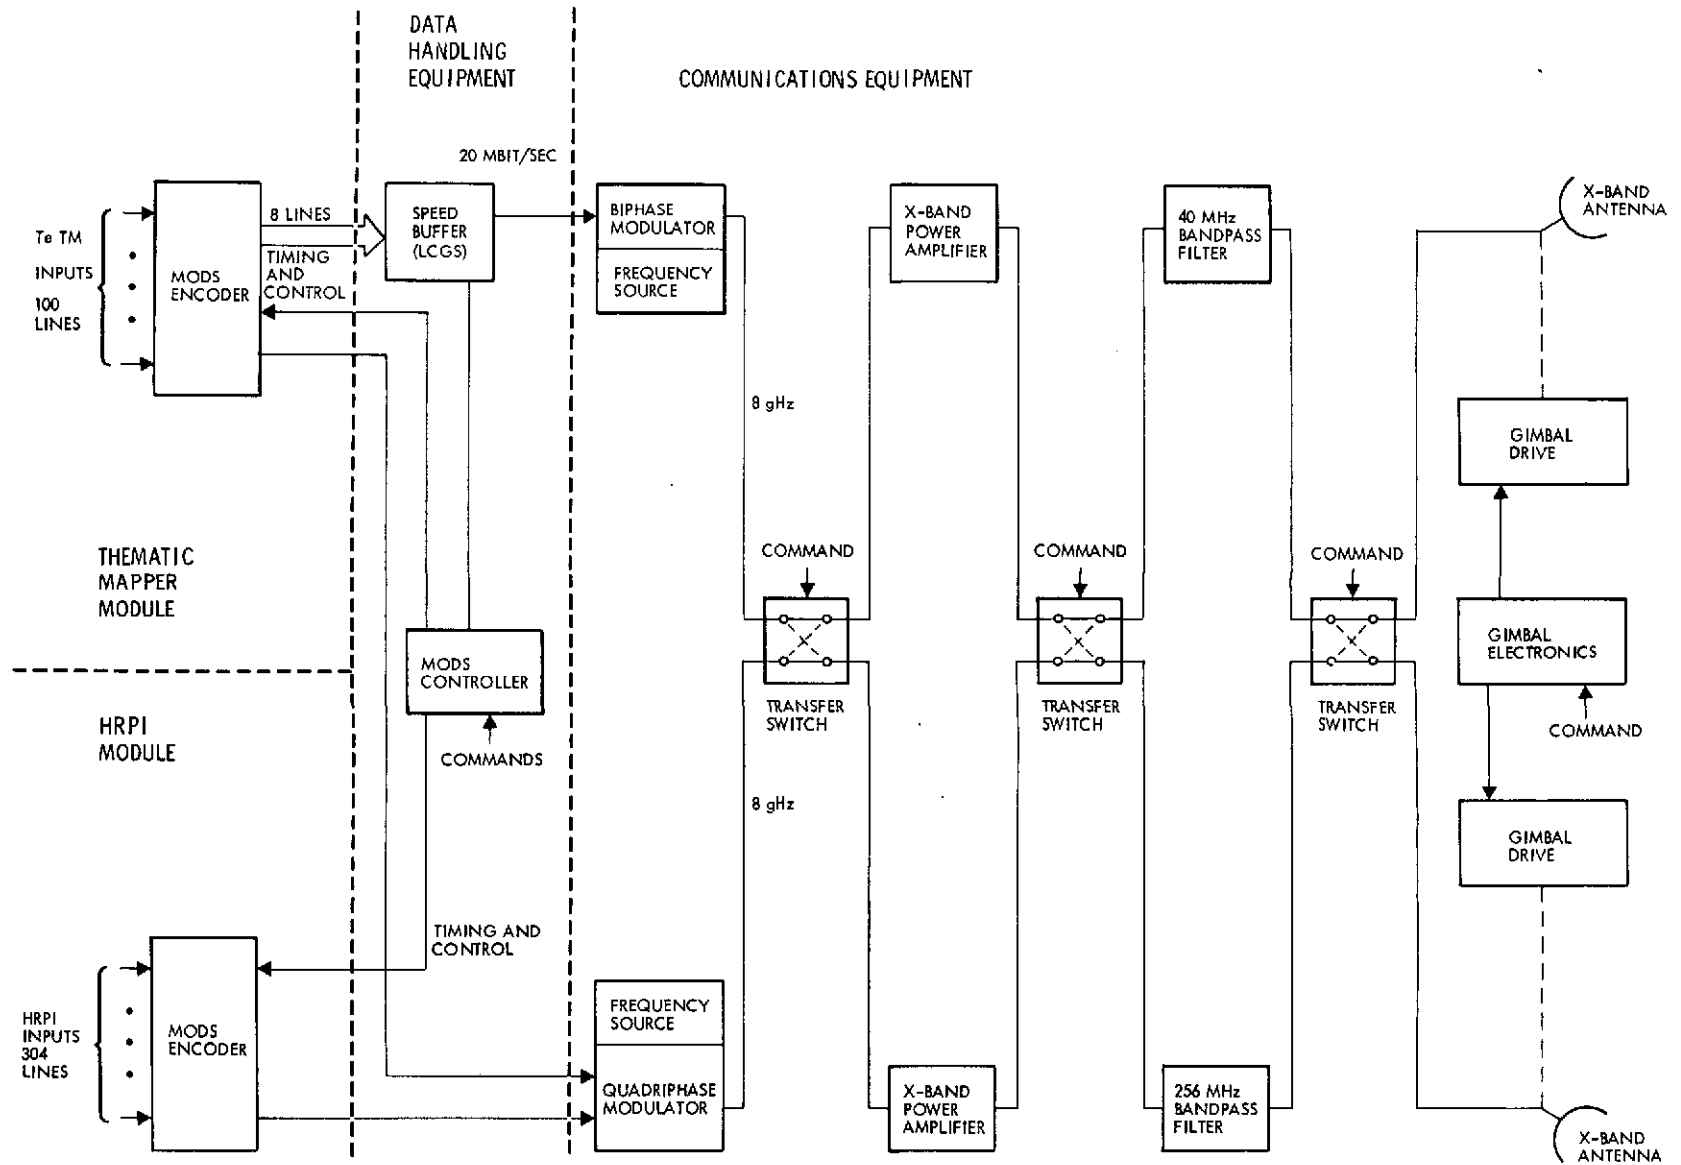 DATA
HANDLING
EQUIPMENT
COMMUNICATIONS EQUIPMENT
20 MBIT/SEC
Te TM
INPUTS
100
LINES
MODS
ENCODER
8 LINES
TIMING
AND
CONTROL
SPEED
BUFFER
(LCGS)
BIPHASE
MODULATOR
FREQUENCY
SOURCE
X-BAND
POWER
AMPLIFIER
40 MHz
BANDPASS
FILTER
X-BAND
ANTENNA
8 gHz
GIMBAL
DRIVE
THEMATIC
MAPPER
MODULE
COMMAND
COMMAND
COMMAND
MODS
CONTROLLER
GIMBAL
ELECTRONICS
HRPI
MODULE
TRANSFER
SWITCH
TRANSFER
SWITCH
TRANSFER
SWITCH
COMMAND
COMMANDS
8 gHz
GIMBAL
DRIVE
TIMING AND
CONTROL
HRPI
INPUTS
304
LINES
MODS
ENCODER
FREQUENCY
SOURCE
QUADRIPHASE
MODULATOR
X-BAND
POWER
AMPLIFIER
256 MHz
BANDPASS
FILTER
X-BAND
ANTENNA